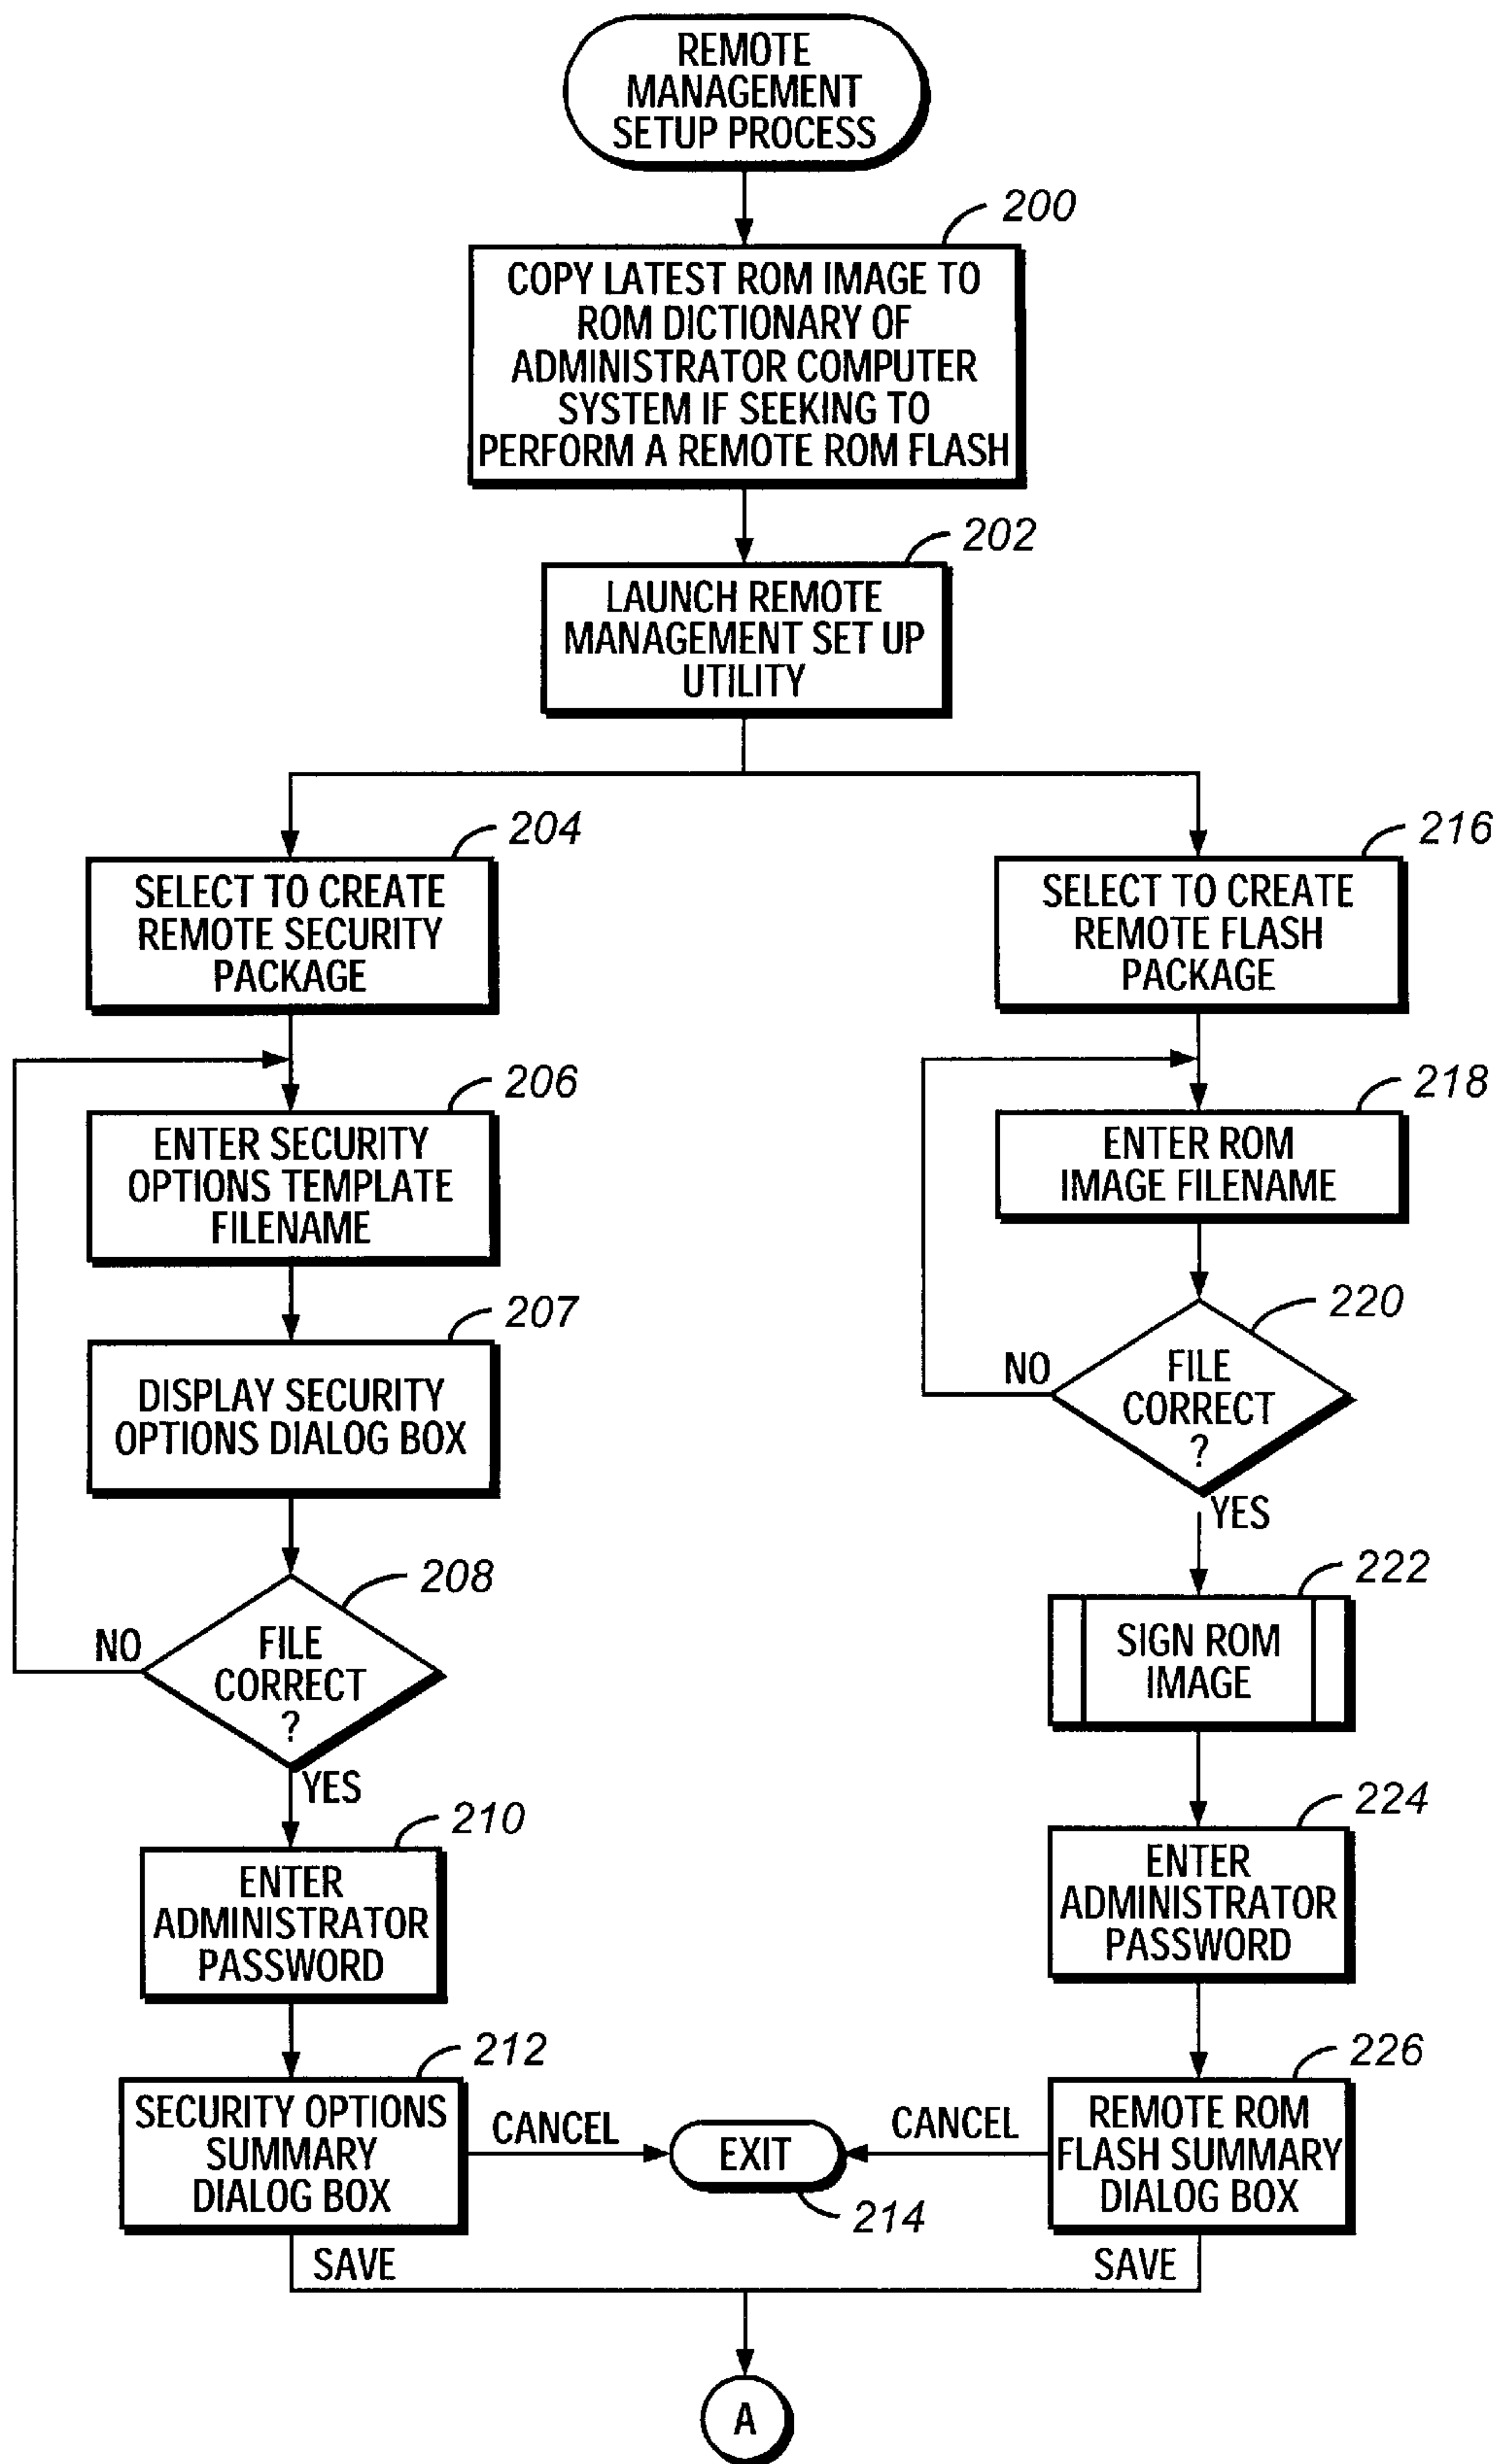 REMOTE
MANAGEMENT
SETUP PROCESS
200
COPY LATEST ROM IMAGE TO
ROM DICTIONARY OF
ADMINISTRATOR COMPUTER
SYSTEM IF SEEKING TO
PERFORM A REMOTE ROM FLASH
202
LAUNCH REMOTE
MANAGEMENT SET UP
UTILITY
204
SELECT TO CREATE
REMOTE SECURITY
PACKAGE
206
ENTER SECURITY
OPTIONS TEMPLATE
FILENAME
207
DISPLAY SECURITY
OPTIONS DIALOG BOX
208
FILE
CORRECT
?
NO
YES
210
ENTER
ADMINISTRATOR
PASSWORD
212
SECURITY OPTIONS
SUMMARY
DIALOG BOX
CANCEL
SAVE
EXIT
214
216
SELECT TO CREATE
REMOTE FLASH
PACKAGE
218
ENTER ROM
IMAGE FILENAME
220
FILE
CORRECT
?
NO
YES
222
SIGN ROM
IMAGE
224
ENTER
ADMINISTRATOR
PASSWORD
226
REMOTE ROM
FLASH SUMMARY
DIALOG BOX
CANCEL
SAVE
A